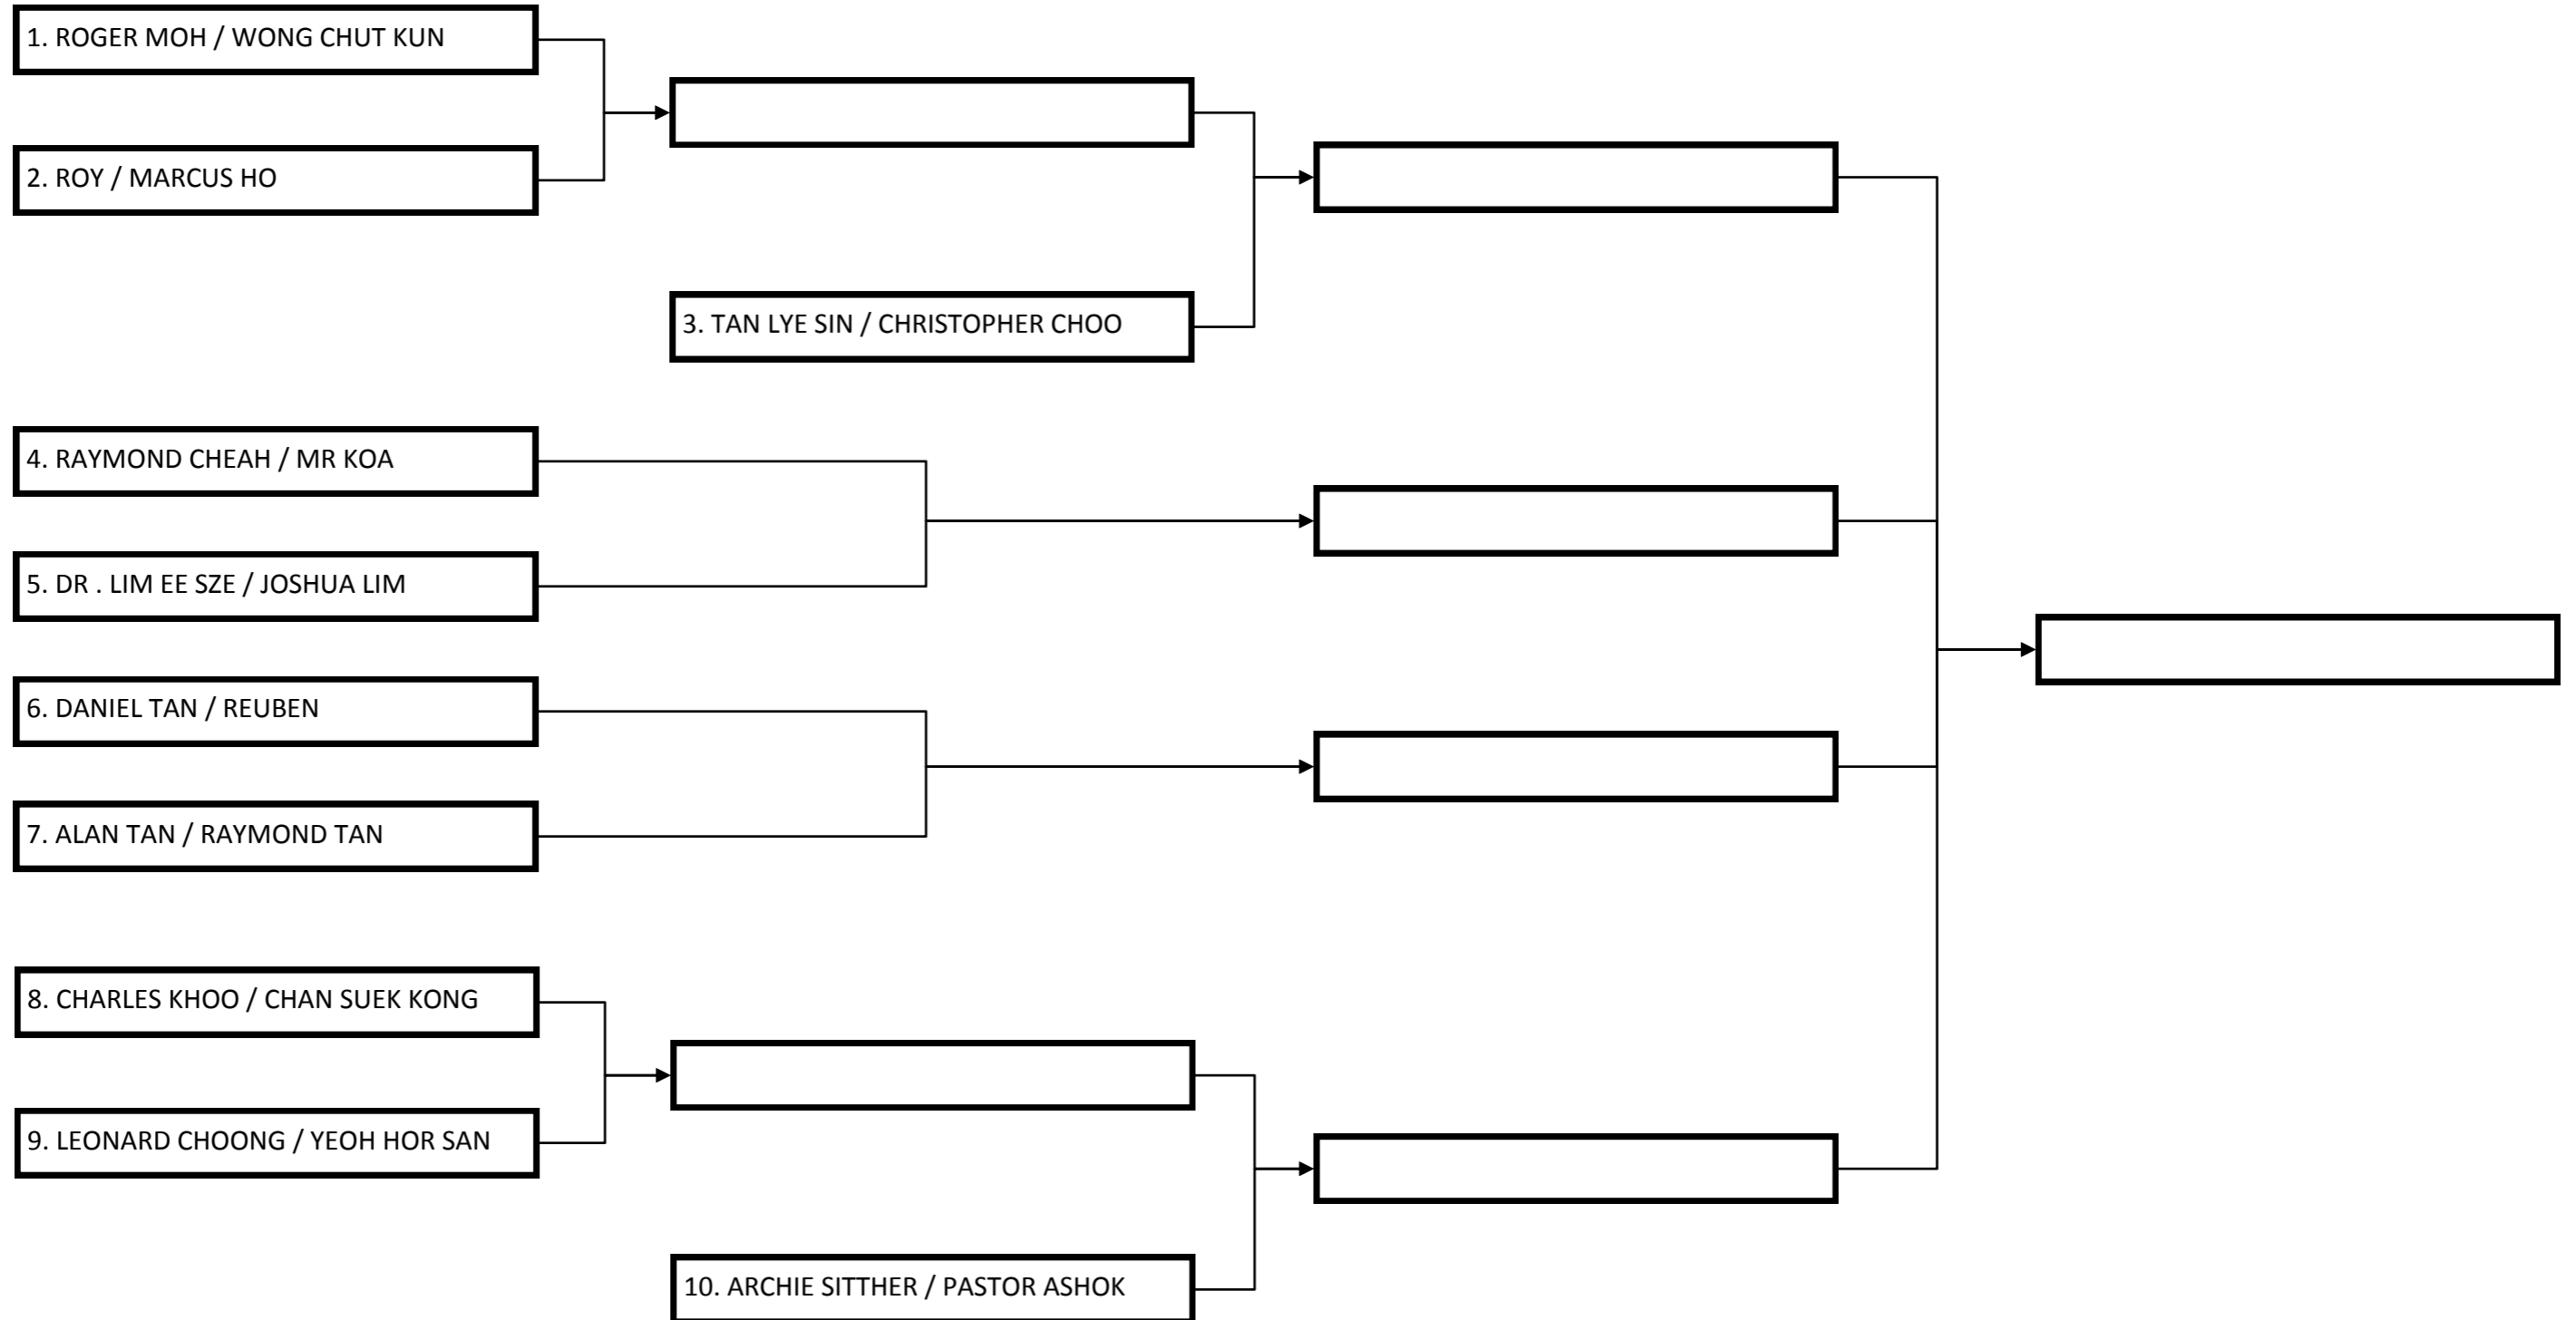 1. ROGER MOH / WONG CHUT KUN
2. ROY / MARCUS HO
3. TAN LYE SIN / CHRISTOPHER CHOO
4. RAYMOND CHEAH / MR KOA
5. DR . LIM EE SZE / JOSHUA LIM
6. DANIEL TAN / REUBEN
7. ALAN TAN / RAYMOND TAN
8. CHARLES KHOO / CHAN SUEK KONG
9. LEONARD CHOONG / YEOH HOR SAN
10. ARCHIE SITTHER / PASTOR ASHOK